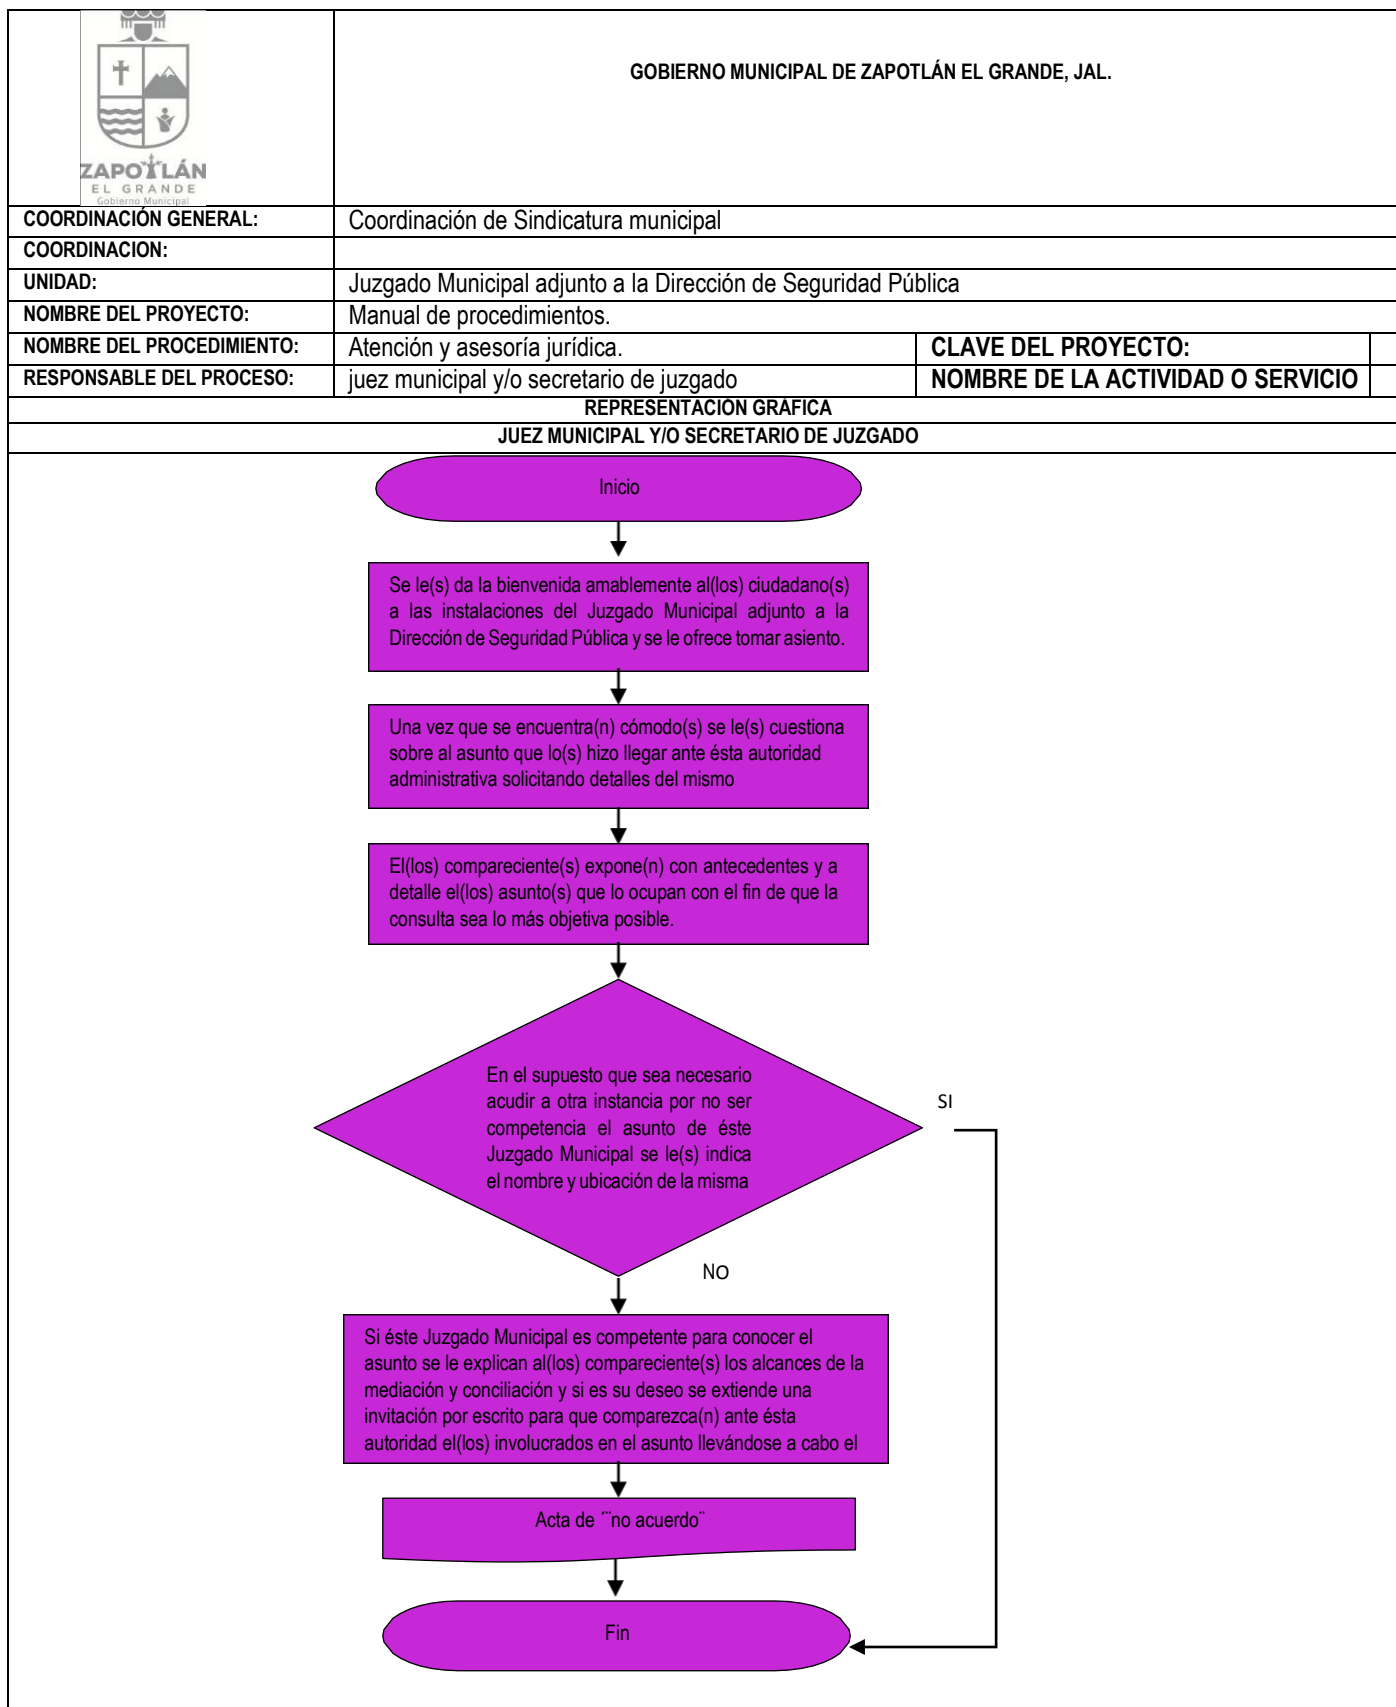 ZAPOTLÁN
EL GRANDE
Gobierno Municipal
GOBIERNO MUNICIPAL DE ZAPOTLÁN EL GRANDE, JAL.
COORDINACIÓN GENERAL: Coordinación de Sindicatura municipal
COORDINACION:
UNIDAD: Juzgado Municipal adjunto a la Dirección de Seguridad Pública
NOMBRE DEL PROYECTO: Manual de procedimientos.
NOMBRE DEL PROCEDIMIENTO: Atención y asesoría jurídica. CLAVE DEL PROYECTO:
RESPONSABLE DEL PROCESO: juez municipal y/o secretario de juzgado NOMBRE DE LA ACTIVIDAD O SERVICIO
REPRESENTACIÓN GRÁFICA
JUEZ MUNICIPAL Y/O SECRETARIO DE JUZGADO
Inicio
Se le(s) da la bienvenida amablemente al(los) ciudadano(s)
a las instalaciones del Juzgado Municipal adjunto a la
Dirección de Seguridad Pública y se le ofrece tomar asiento.
Una vez que se encuentra(n) cómodo(s) se le(s) cuestiona
sobre al asunto que lo(s) hizo llegar ante ésta autoridad
administrativa solicitando detalles del mismo
El(los) compareciente(s) expone(n) con antecedentes y a
detalle el(los) asunto(s) que lo ocupan con el fin de que la
consulta sea lo más objetiva posible.
En el supuesto que sea necesario
acudir a otra instancia por no ser
competencia el asunto de éste
Juzgado Municipal se le(s) indica
el nombre y ubicación de la misma
SI
NO
Si éste Juzgado Municipal es competente para conocer el
asunto se le explican al(los) compareciente(s) los alcances de la
mediación y conciliación y si es su deseo se extiende una
invitación por escrito para que comparezca(n) ante ésta
autoridad el(los) involucrados en el asunto llevándose a cabo el
Acta de ´¨no acuerdo¨
Fin